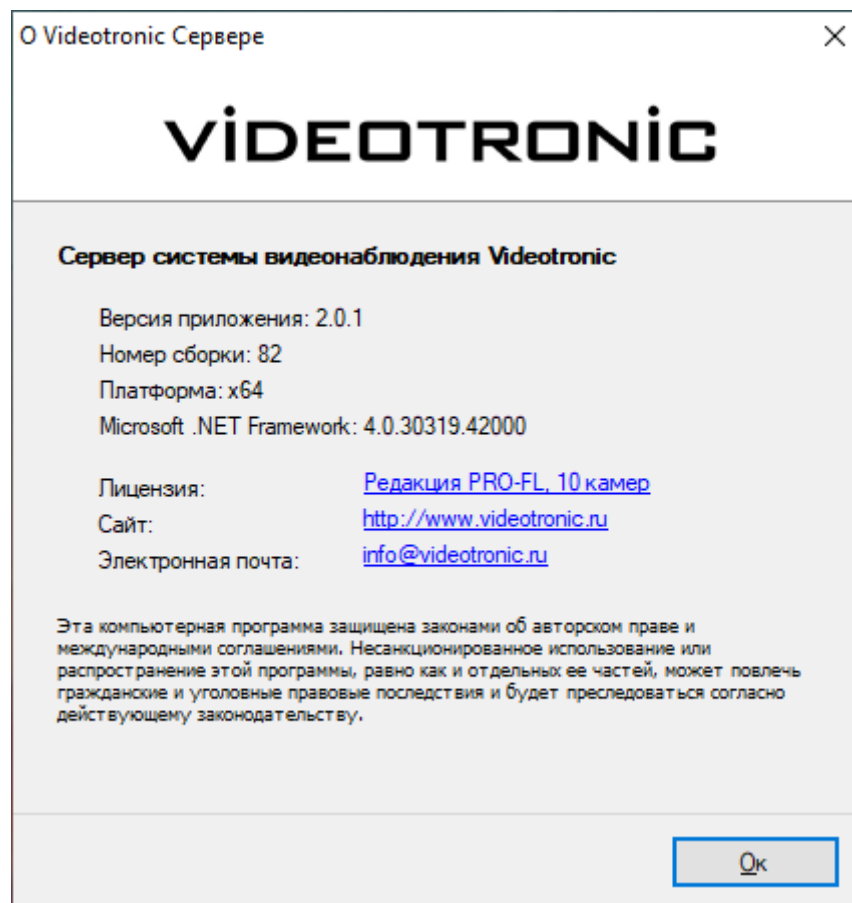 О Videotronic Сервере
VIDEOTRONIC
Сервер системы видеонаблюдения Videotronic
Версия приложения: 2.0.1
Номер сборки: 82
Платформа: x64
Microsoft .NET Framework: 4.0.30319.42000
Лицензия: Редакция PRO-FL, 10 камер
Сайт: http://www.videotronic.ru
Электронная почта: info@videotronic.ru
Эта компьютерная программа защищена законами об авторском праве и
международными соглашениями. Несанкционированное использование или
распространение этой программы, равно как и отдельных ее частей, может повлечь
гражданские и уголовные правовые последствия и будет преследоваться согласно
действующему законодательству.
Ок